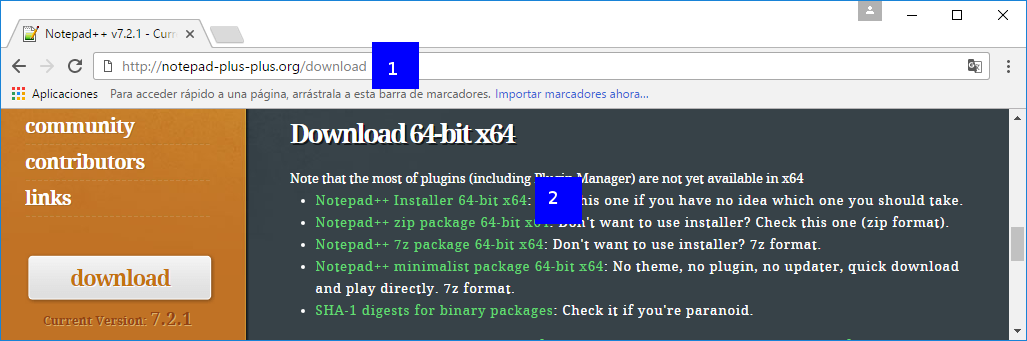 Notepad++ v7.2.1 - Curr
http://notepad-plus-plus.org/download
1
Aplicaciones Para acceder rápido a una página, arrástrala a esta barra de marcadores. Importar marcadores ahora...
community
contributors
links
download
Current Version: 7.2.1
Download 64-bit x64
Note that the most of plugins (including Plugin Manager) are not yet available in x64
Notepad++ Installer 64-bit x64: 2 this one if you have no idea which one you should take.
Notepad++ zip package 64-bit x64: Don't want to use installer? Check this one (zip format).
Notepad++ 7z package 64-bit x64: Don't want to use installer? 7z format.
Notepad++ minimalist package 64-bit x64: No theme, no plugin, no updater, quick download
and play directly. 7z format.
SHA-1 digests for binary packages: Check it if you're paranoid.